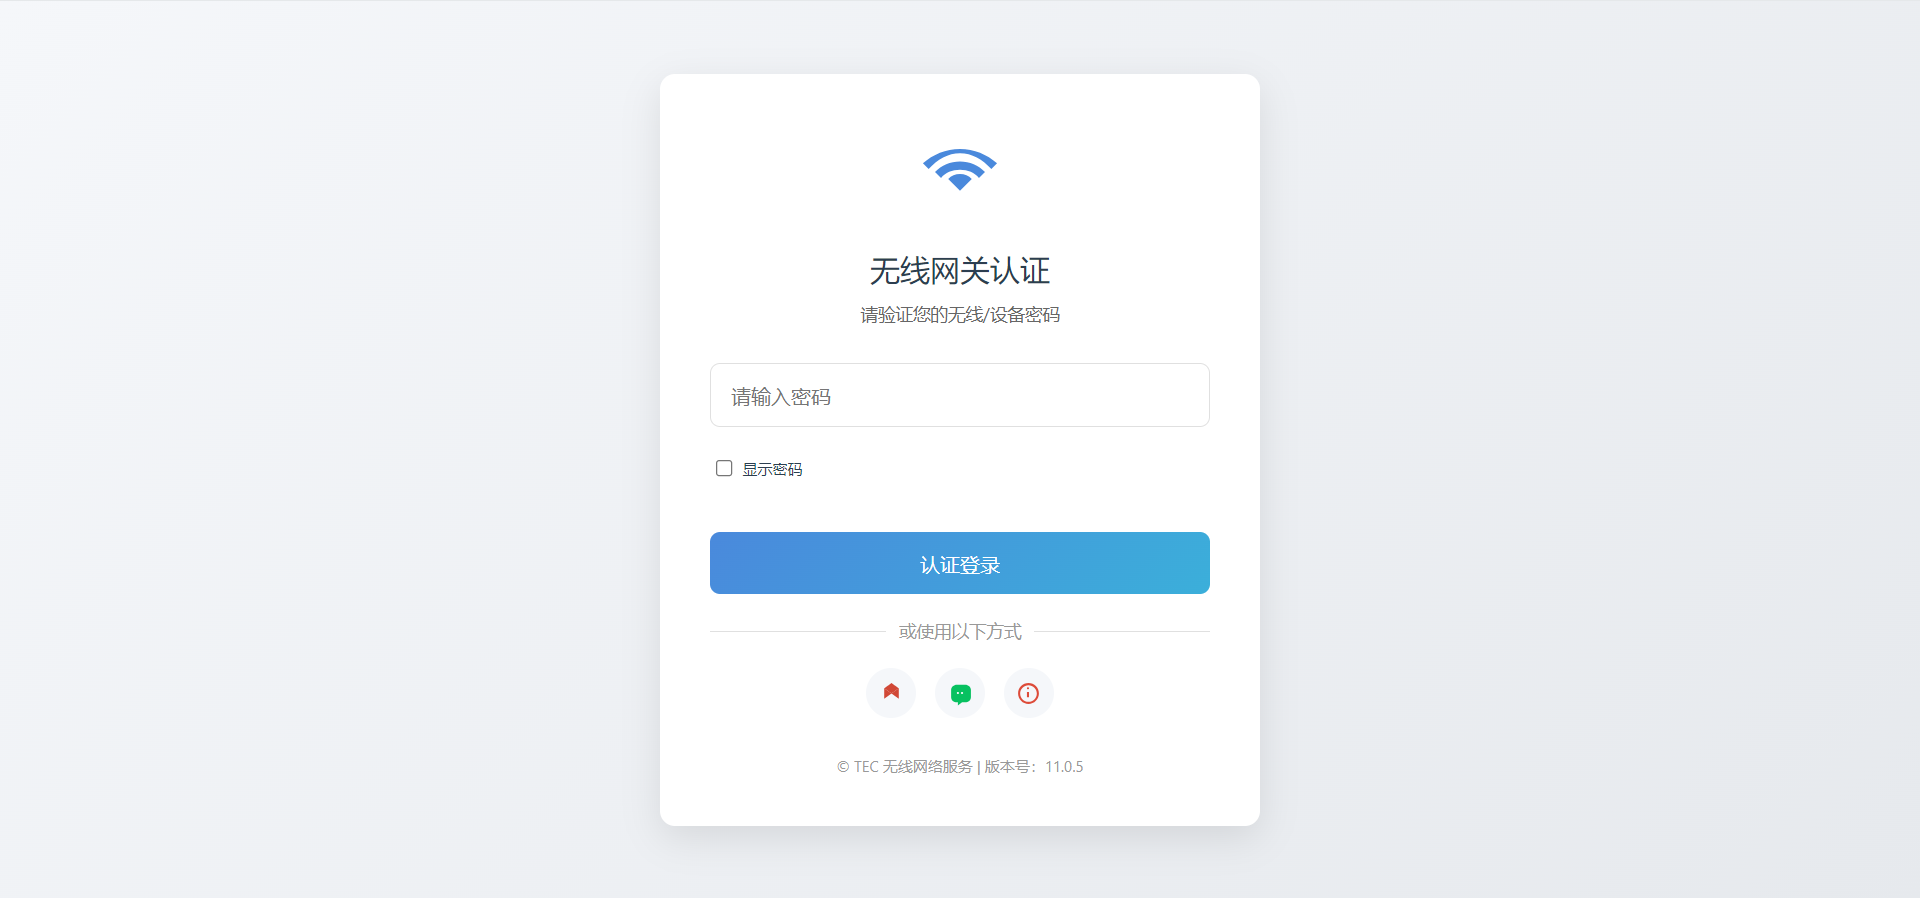 无线网关认证
请验证您的无线/设备密码
请输入密码
显示密码
认证登录
或使用以下方式
© TEC 无线网络服务 | 版本号：11.0.5